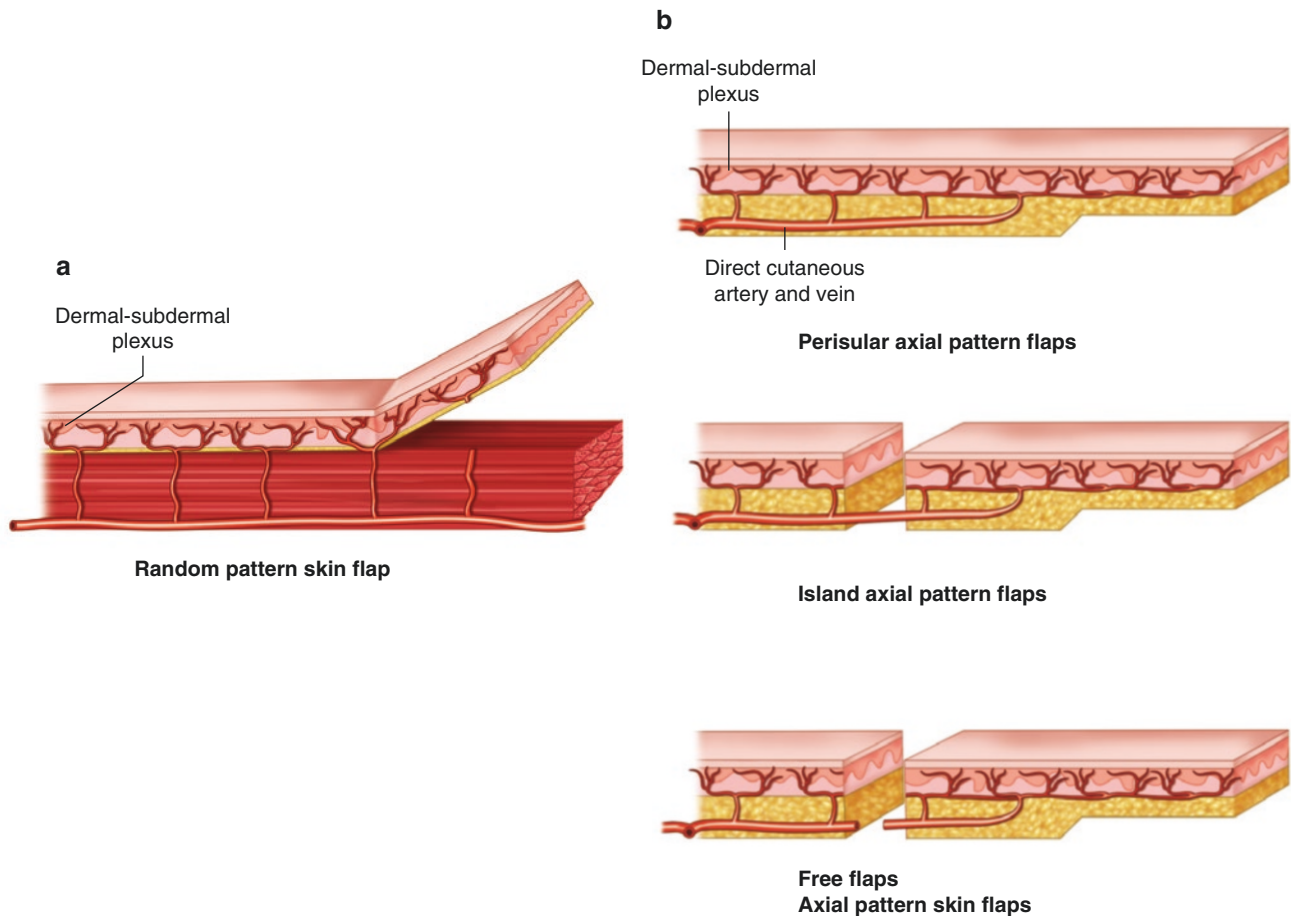 a
Dermal-subdermal
plexus
Random pattern skin flap
b
Dermal-subdermal
plexus
Direct cutaneous
artery and vein
Perisular axial pattern flaps
Island axial pattern flaps
Free flaps
Axial pattern skin flaps